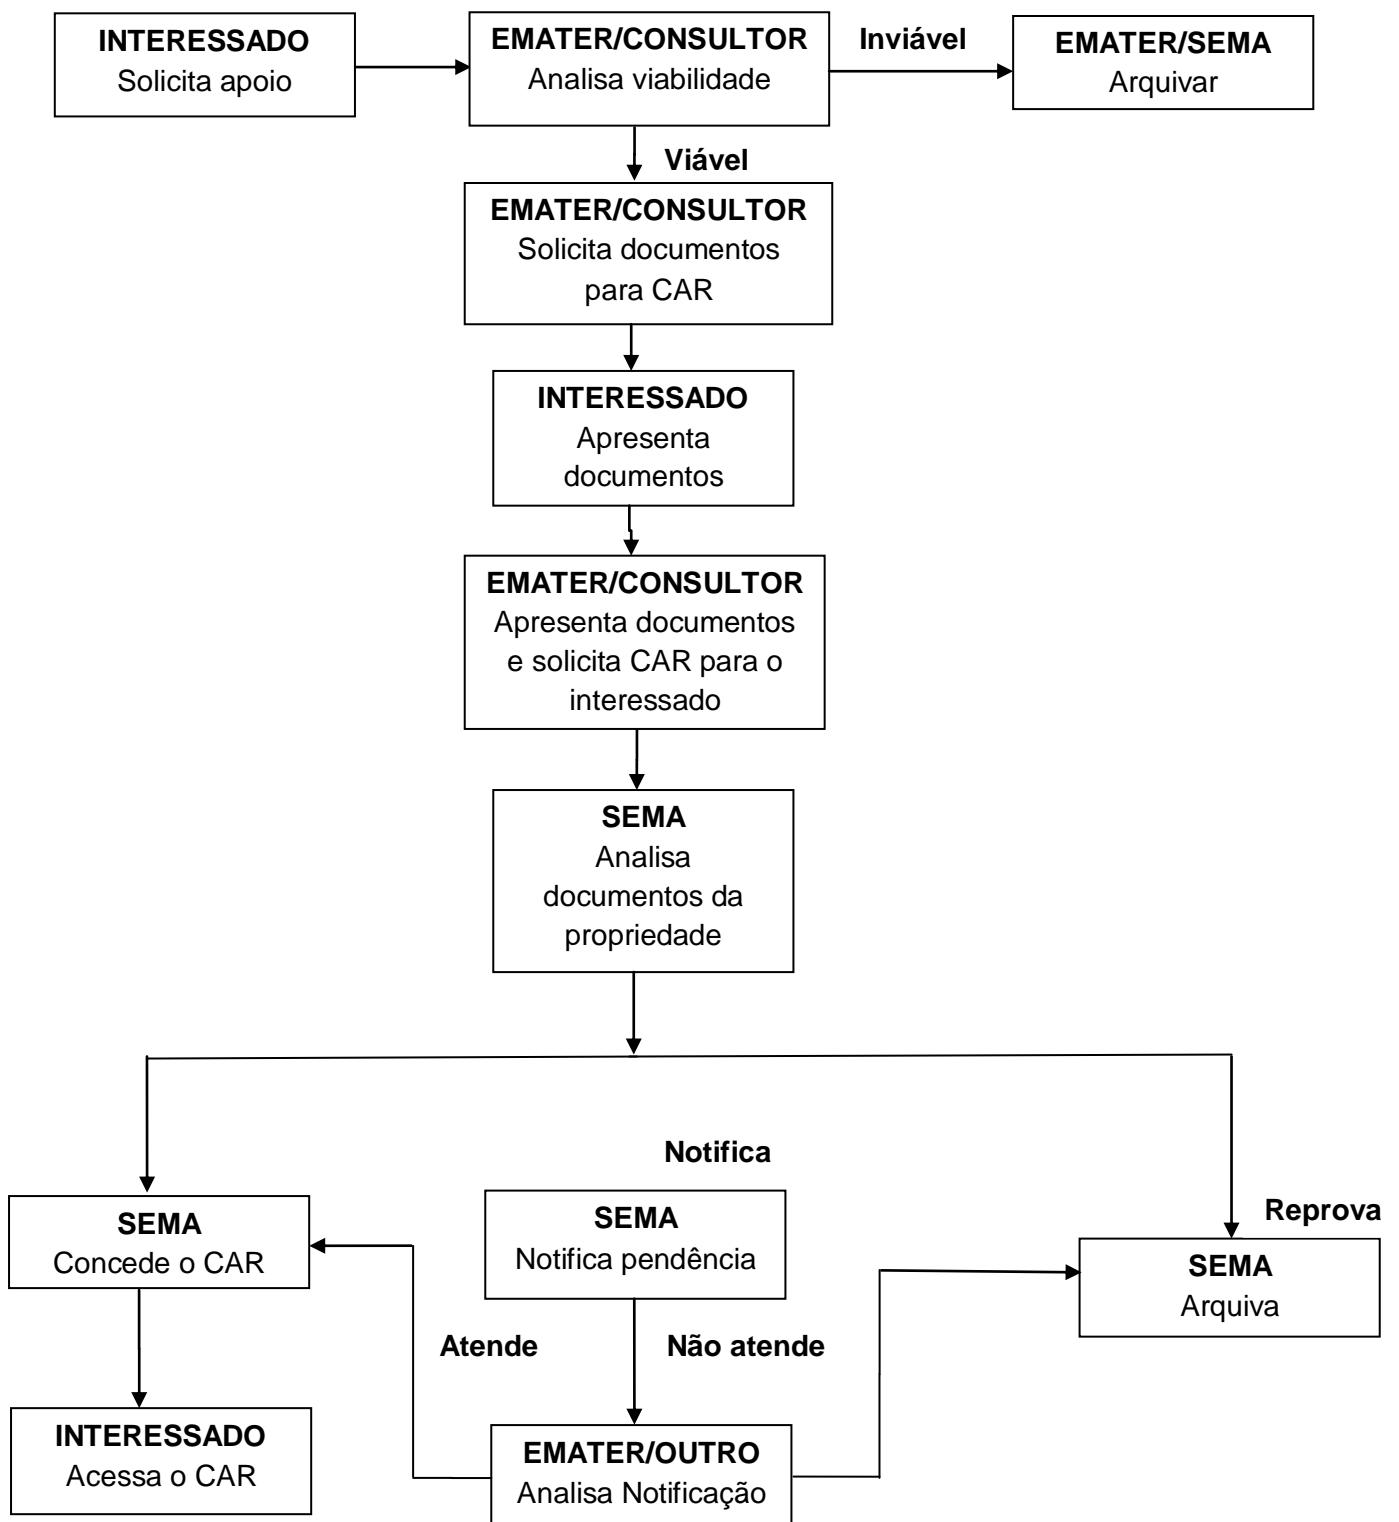 INTERESSADO
Solicita apoio
EMATER/CONSULTOR
Analisa viabilidade
Inviável
EMATER/SEMA
Arquivar
Viável
EMATER/CONSULTOR
Solicita documentos
para CAR
INTERESSADO
Apresenta
documentos
EMATER/CONSULTOR
Apresenta documentos
e solicita CAR para o
interessado
SEMA
Analisa
documentos da
propriedade
Notifica
SEMA
Concede o CAR
SEMA
Notifica pendência
Reprova
SEMA
Arquiva
Atende
Não atende
INTERESSADO
Acessa o CAR
EMATER/OUTRO
Analisa Notificação